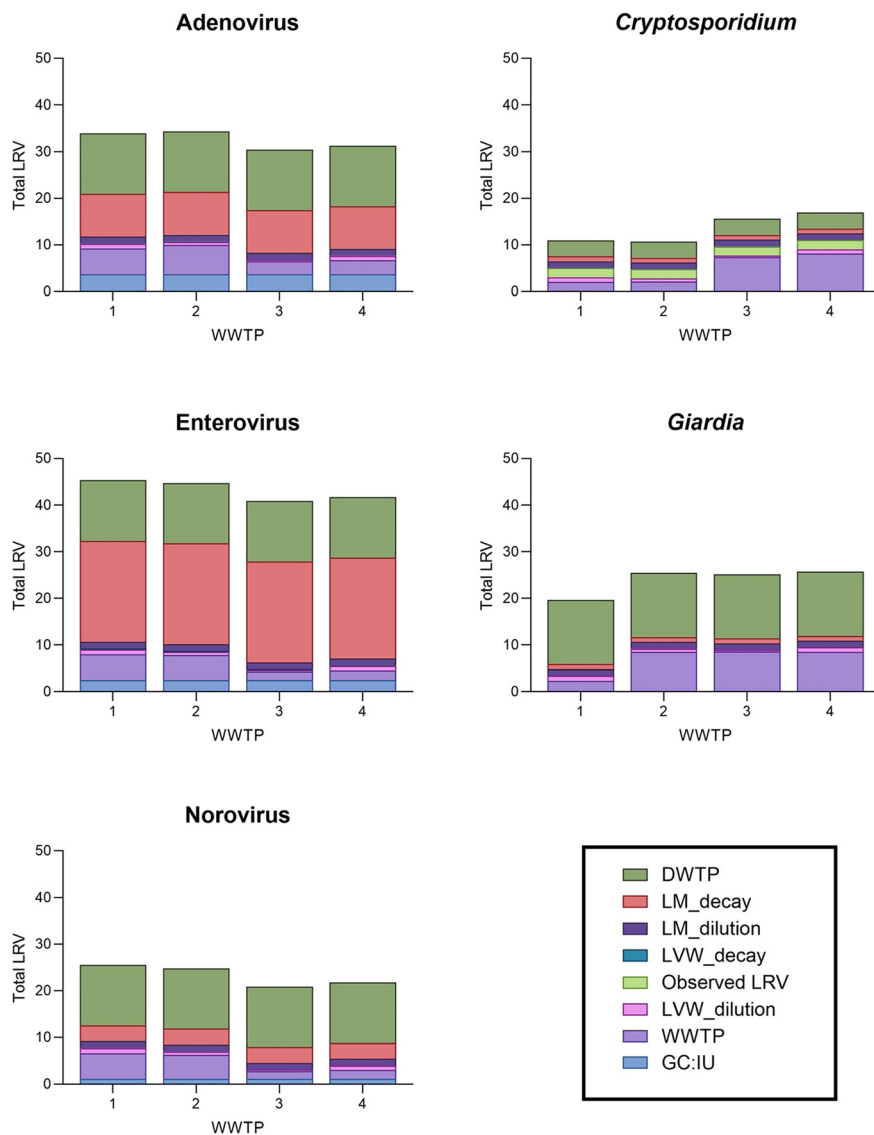 Adenovirus
50
40
30
20
10
0
Total LRV
1 2 3 4
WWTP
Cryptosporidium
50
40
30
20
10
0
Total LRV
1 2 3 4
WWTP
Enterovirus
50
40
30
20
10
0
Total LRV
1 2 3 4
WWTP
Giardia
50
40
30
20
10
0
Total LRV
1 2 3 4
WWTP
Norovirus
50
40
30
20
10
0
Total LRV
1 2 3 4
WWTP
DWTP
LM_decay
LM_dilution
LVW_decay
Observed LRV
LVW_dilution
WWTP
GC:IU